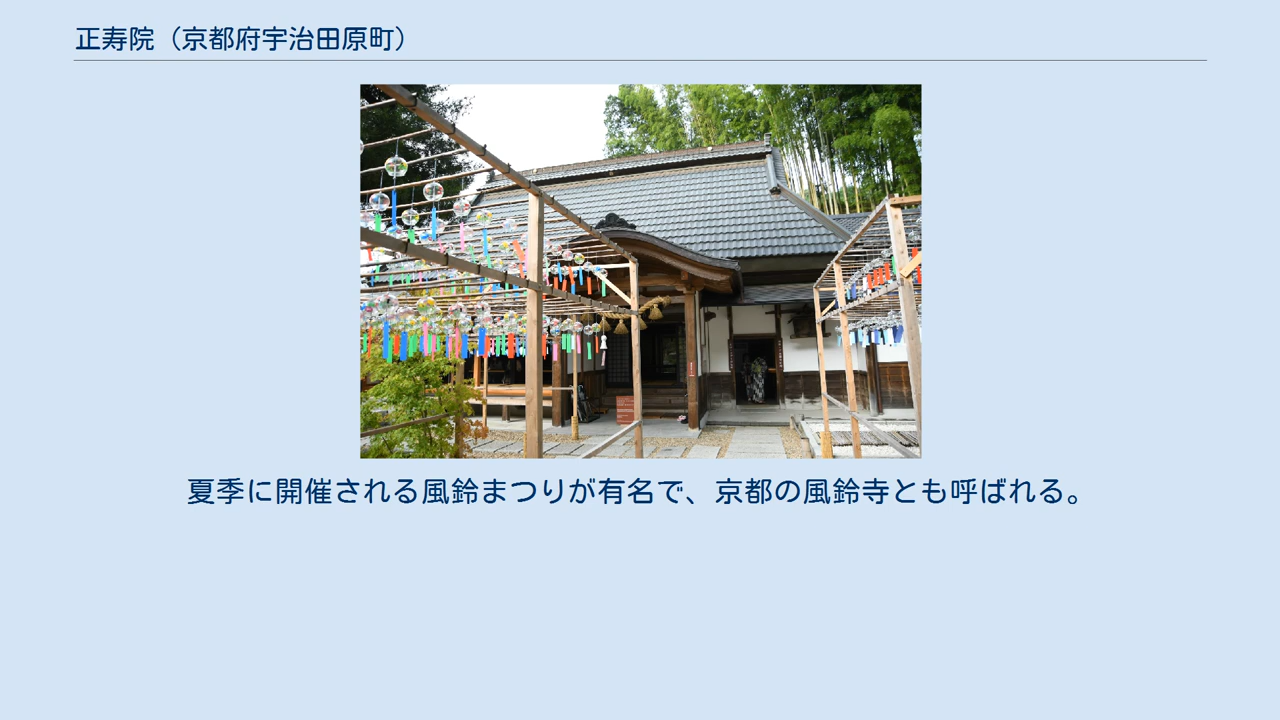 正寿院（京都府宇治田原町）
夏季に開催される風鈴まつりが有名で、京都の風鈴寺とも呼ばれる。